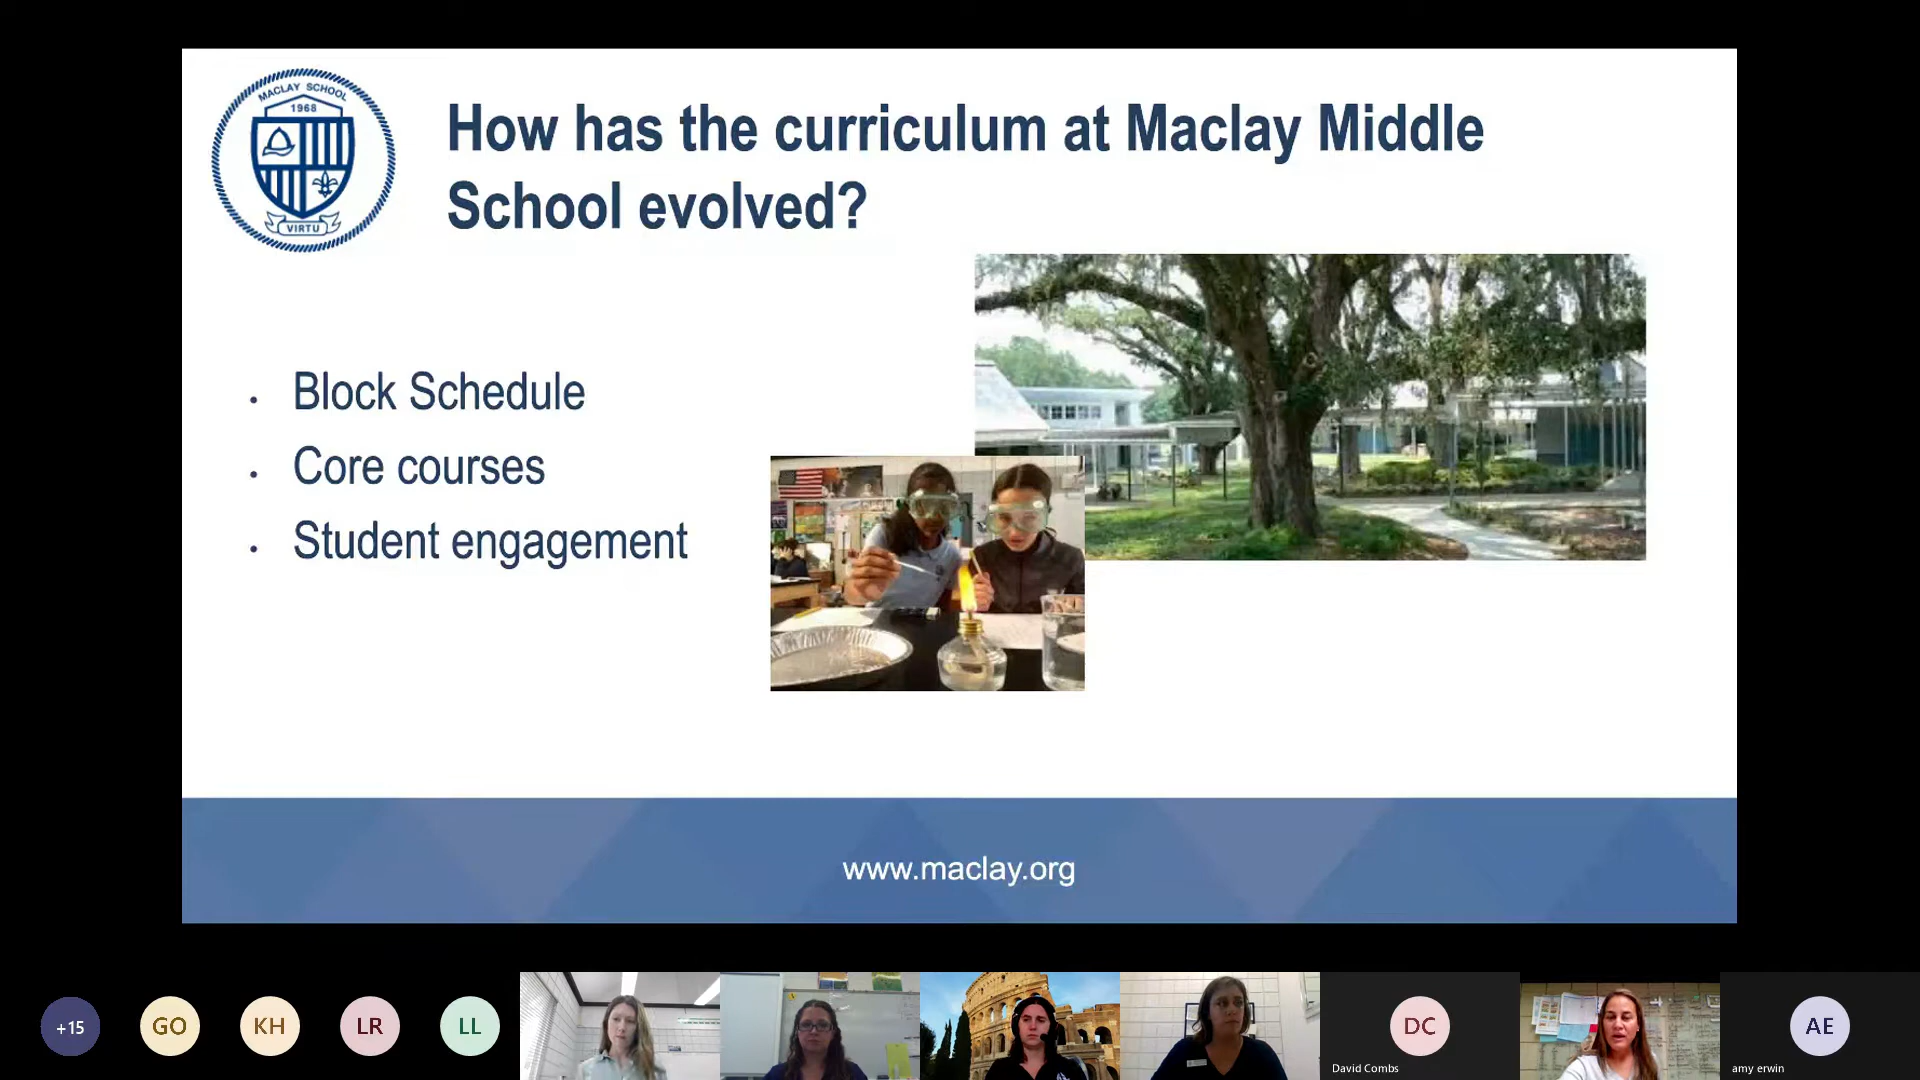 MACLAY SCHOOL
1968
VIRTU
How has the curriculum at Maclay Middle
School evolved?
• Block Schedule
• Core courses
• Student engagement
www.maclay.org
+15
GO
KH
LR
LL
DC
David Combs
AE
amy erwin